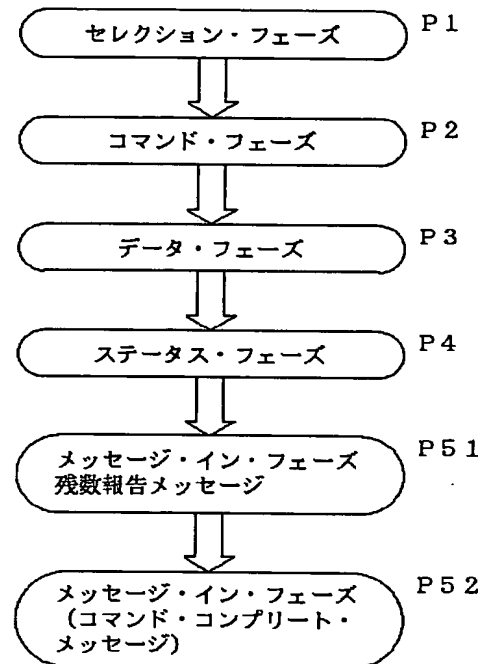 セレクション・フェーズ
P1
コマンド・フェーズ
P2
データ・フェーズ
P3
ステータス・フェーズ
P4
メッセージ・イン・フェーズ
残数報告メッセージ
P51
メッセージ・イン・フェーズ
(コマンド・コンプリート・
メッセージ)
P52